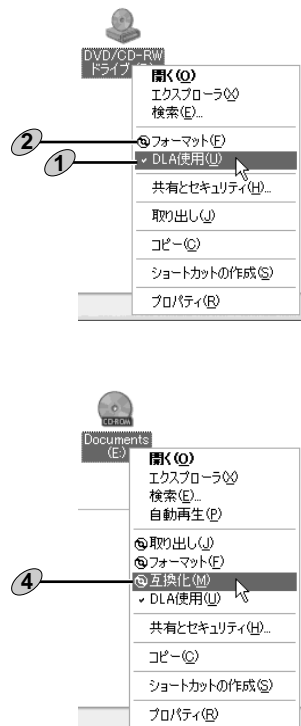 DVD/CD-RW
ドライブ
開く(O)
エクスプローラ(X)
検索(E)...
2
フォーマット(F)
1
DLA使用(U)
共有とセキュリティ(H)...
取り出し(J)
コピー(C)
ショートカットの作成(S)
プロパティ(R)
CD-ROM
Documents
(E:)
開く(O)
エクスプローラ(X)
検索(E)...
自動再生(P)
取り出し(J)
フォーマット(F)
4
互換化(M)
DLA使用(U)
共有とセキュリティ(H)...
コピー(C)
ショートカットの作成(S)
プロパティ(R)